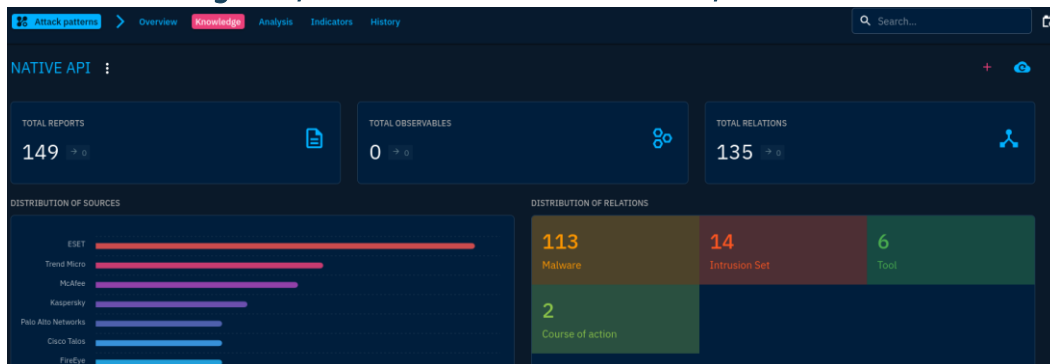 Attack patterns > Overview Knowledge Analysis Indicators History Search...
NATIVE API
TOTAL REPORTS
149 → 0
TOTAL OBSERVABLES
0 → 0
TOTAL RELATIONS
135 → 0
DISTRIBUTION OF SOURCES
ESET
Trend Micro
McAfee
Kaspersky
Palo Alto Networks
Cisco Talos
FireEye
DISTRIBUTION OF RELATIONS
113
Malware
14
Intrusion Set
6
Tool
2
Course of action